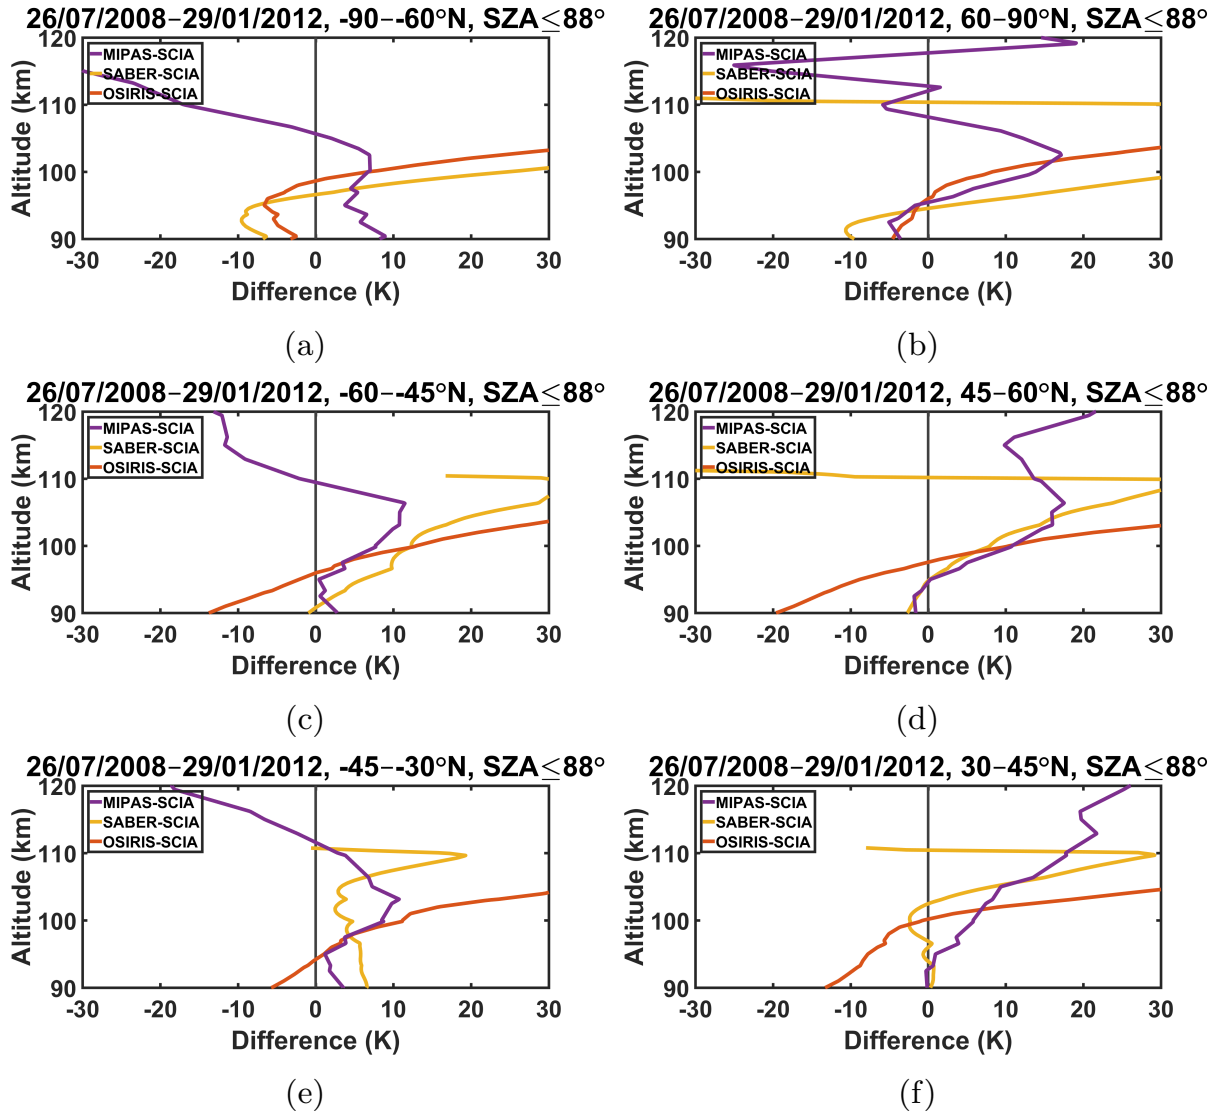 26/07/2008−29/01/2012, -90−-60°N, SZA≤88°
120
110
100
90
Altitude (km)
MIPAS-SCIA
SABER-SCIA
OSIRIS-SCIA
-30 -20 -10 0 10 20 30
Difference (K)
(a)
26/07/2008−29/01/2012, 60−90°N, SZA≤88°
120
110
100
90
Altitude (km)
MIPAS-SCIA
SABER-SCIA
OSIRIS-SCIA
-30 -20 -10 0 10 20 30
Difference (K)
(b)
26/07/2008−29/01/2012, -60−-45°N, SZA≤88°
120
110
100
90
Altitude (km)
MIPAS-SCIA
SABER-SCIA
OSIRIS-SCIA
-30 -20 -10 0 10 20 30
Difference (K)
(c)
26/07/2008−29/01/2012, 45−60°N, SZA≤88°
120
110
100
90
Altitude (km)
MIPAS-SCIA
SABER-SCIA
OSIRIS-SCIA
-30 -20 -10 0 10 20 30
Difference (K)
(d)
26/07/2008−29/01/2012, -45−-30°N, SZA≤88°
120
110
100
90
Altitude (km)
MIPAS-SCIA
SABER-SCIA
OSIRIS-SCIA
-30 -20 -10 0 10 20 30
Difference (K)
(e)
26/07/2008−29/01/2012, 30−45°N, SZA≤88°
120
110
100
90
Altitude (km)
MIPAS-SCIA
SABER-SCIA
OSIRIS-SCIA
-30 -20 -10 0 10 20 30
Difference (K)
(f)